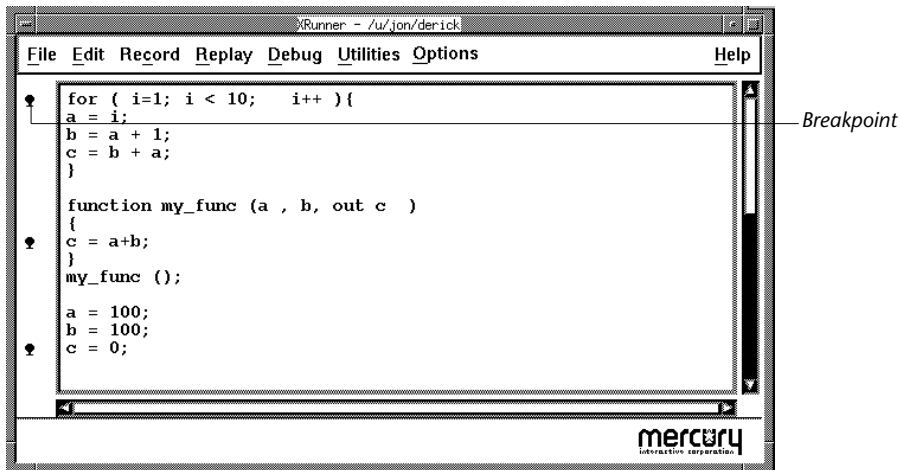 XRunner - /u/jon/derick
File Edit Record Replay Debug Utilities Options Help
for ( i=1; i < 10;   i++ ){
a = i;
Breakpoint
b = a + 1;
c = b + a;
}
function my_func (a , b, out c  )
{
c = a+b;
}
my_func ();
a = 100;
b = 100;
c = 0;
mercury
interactive corporation